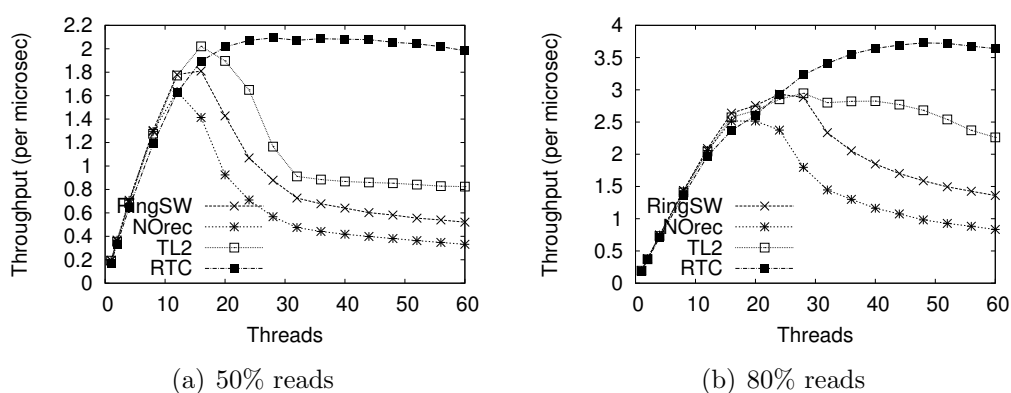 Throughput (per microsec)
2.2
2
1.8
1.6
1.4
1.2
1
0.8
0.6
0.4
0.2
0
RingSW
NOrec
TL2
RTC
0 10 20 30 40 50 60
Threads
(a) 50% reads
Throughput (per microsec)
4
3.5
3
2.5
2
1.5
1
0.5
0
RingSW
NOrec
TL2
RTC
0 10 20 30 40 50 60
Threads
(b) 80% reads